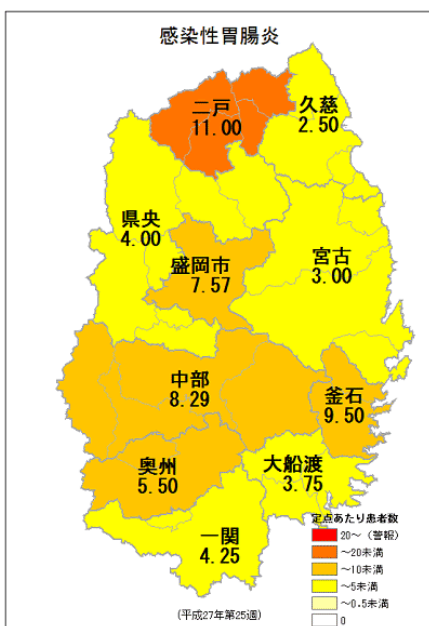 感染性胃腸炎
二戸
11.00
久慈
2.50
県央
4.00
盛岡市
7.57
宮古
3.00
中部
8.29
釜石
9.50
奥州
5.50
大船渡
3.75
一関
4.25
定点あたり患者数
20～（警報）
～20未満
～10未満
～5未満
～0.5未満
0
(平成27年第25週)